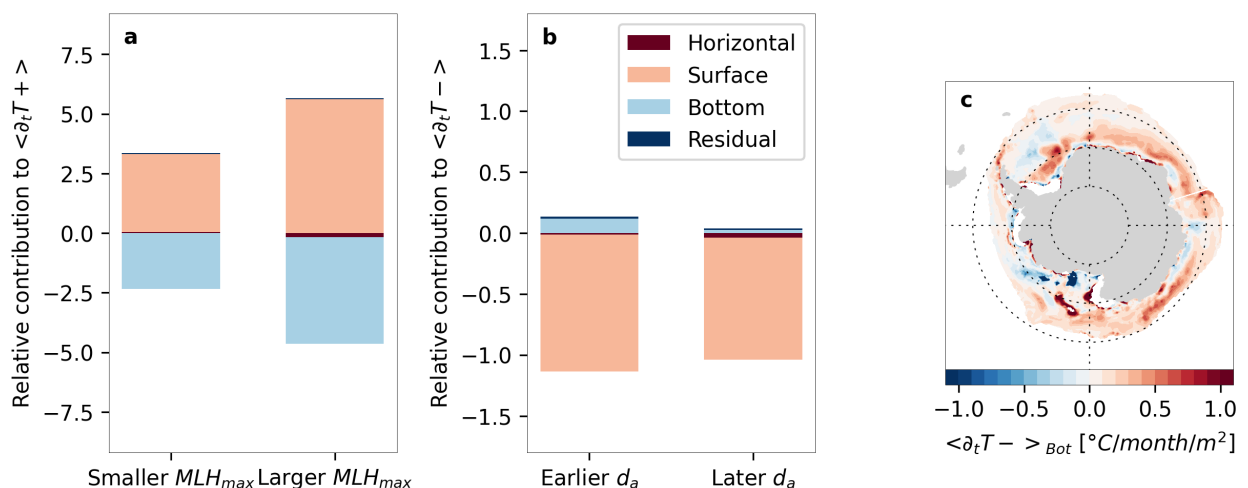 a
Relative contribution to <∂ₜT + >
7.5
5.0
2.5
0.0
−2.5
−5.0
−7.5
Smaller MLHₘₐₓ
Larger MLHₘₐₓ
b
Relative contribution to <∂ₜT − >
1.5
1.0
0.5
0.0
−0.5
−1.0
−1.5
Horizontal
Surface
Bottom
Residual
Earlier dₐ
Later dₐ
c
−1.0 −0.5 0.0 0.5 1.0
<∂ₜT − >_Bot [°C/month/m²]